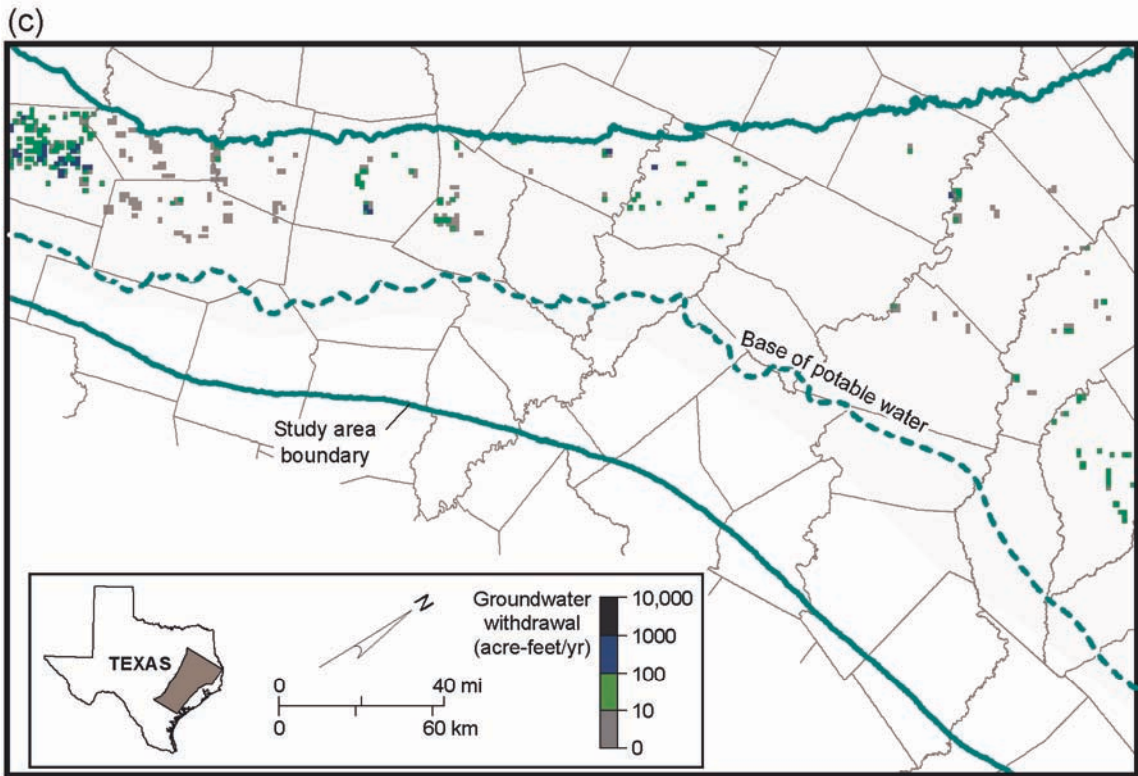 (c)
Base of potable water
Study area
boundary
TEXAS
N
0 40 mi
0 60 km
Groundwater
withdrawal
(acre-feet/yr)
10,000
1000
100
10
0